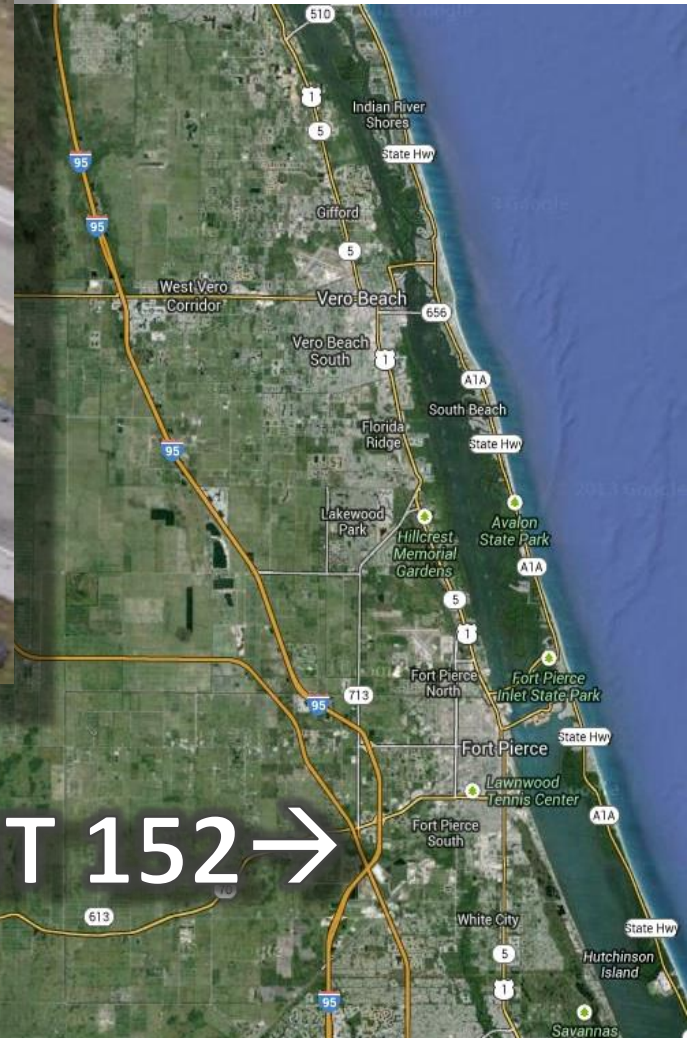 510
1
Indian River
Shores
5
95
State Hwy
95
Gifford
5
West Vero
Corridor
Vero Beach
656
Vero Beach
South
1
A1A
South Beach
Florida
Ridge
State Hwy
95
Lakewood
Park
Hillcrest
Memorial
Gardens
Avalon
State Park
A1A
5
1
Fort Pierce
North
Fort Pierce
Inlet State Park
713
95
State Hwy
Fort Pierce
Lawnwood
Tennis Center
A1A
Fort Pierce
South
T 152→
70
613
White City
State Hwy
5
Hutchinson
Island
1
95
Savannas